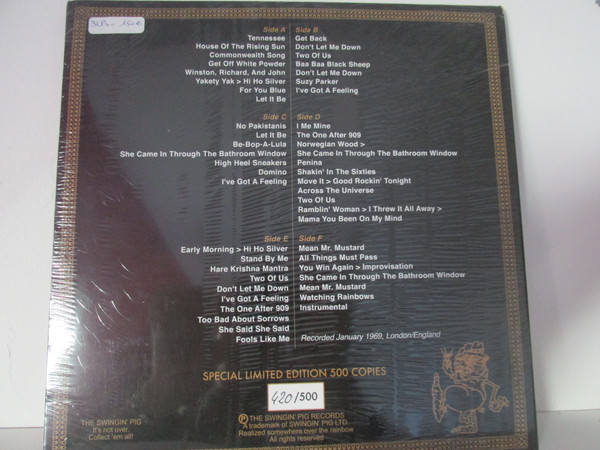 Side A
Tennessee
House Of The Rising Sun
Commonwealth Song
Get Off White Powder
Winston, Richard, And John
Yakety Yak > Hi Ho Silver
For You Blue
Let It Be
Side B
Get Back
Don't Let Me Down
Two Of Us
Baa Baa Black Sheep
Don't Let Me Down
Suzy Parker
I've Got A Feeling
Side C
No Pakistanis
Let It Be
Be-Bop-A-Lula
She Came In Through The Bathroom Window
High Heel Sneakers
Domino
I've Got A Feeling
Side D
I Me Mine
The One After 909
Norwegian Wood >
She Came In Through The Bathroom Window
Penina
Shakin' In The Sixties
Move It > Good Rockin' Tonight
Across The Universe
Two Of Us
Ramblin' Woman > I Threw It All Away >
Mama You Been On My Mind
Side E
Early Morning > Hi Ho Silver
Stand By Me
Hare Krishna Mantra
Two Of Us
Don't Let Me Down
I've Got A Feeling
The One After 909
Too Bad About Sorrows
She Said She Said
Fools Like Me
Side F
Mean Mr. Mustard
All Things Must Pass
You Win Again > Improvisation
She Came In Through The Bathroom Window
Mean Mr. Mustard
Watching Rainbows
Instrumental
Recorded January 1969, London/England
SPECIAL LIMITED EDITION 500 COPIES
420/500
THE SWINGIN' PIG
It's not over.
Collect 'em all!
℗ THE SWINGIN' PIG RECORDS
A trademark of SWINGIN' PIG LTD.
Realized somewhere over the rainbow
All rights reserved